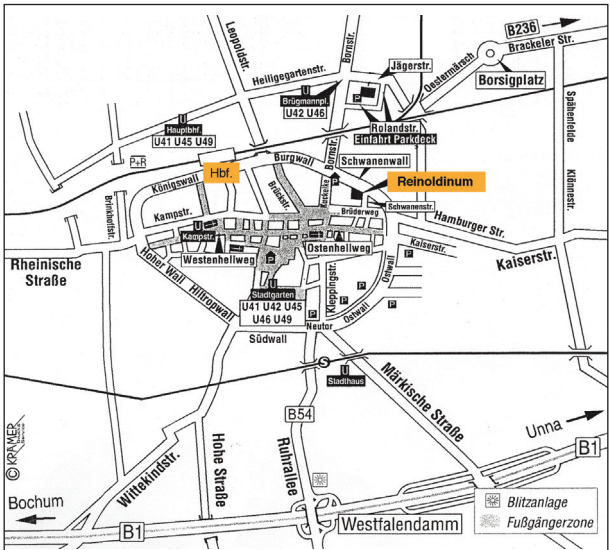 B236
Brackeler Str.
Leopoldstr.
Bornstr.
Jägerstr.
Oestermärsch
Borsigplatz
Heiligegartenstr.
U
Brügmannpl.
U42 U46
P
U
Hauptbhf.
U41 U45 U49
Rolandstr.
Einfahrt Parkdeck
Spähenfelde
Klönnestr.
P+R
Hbf.
Burgwall
Bornstr.
Schwanenwall
Reinoldinum
Königswall
Brückstr.
Kuckelke
P
Schwanenstr.
Brinkhoffstr.
Kampstr.
Brüderweg
Hamburger Str.
U
Kampstr.
Kaiserstr.
Kaiserstr.
Westenhellweg
Ostenhellweg
Rheinische
Straße
Hoher Wall
Hiltropwall
P
P
U
Stadtgarten
U41 U42 U45
U46 U49
Kleppingstr.
Ostwall
Ostwall
P
P
P
P
Neutor
Südwall
S
U
Stadthaus
Märkische Straße
B54
Ruhrallee
Unna
B1
© KRÄMER
Wittekindstr.
Hohe Straße
Bochum
B1
Westfalendamm
Blitzanlage
Fußgängerzone